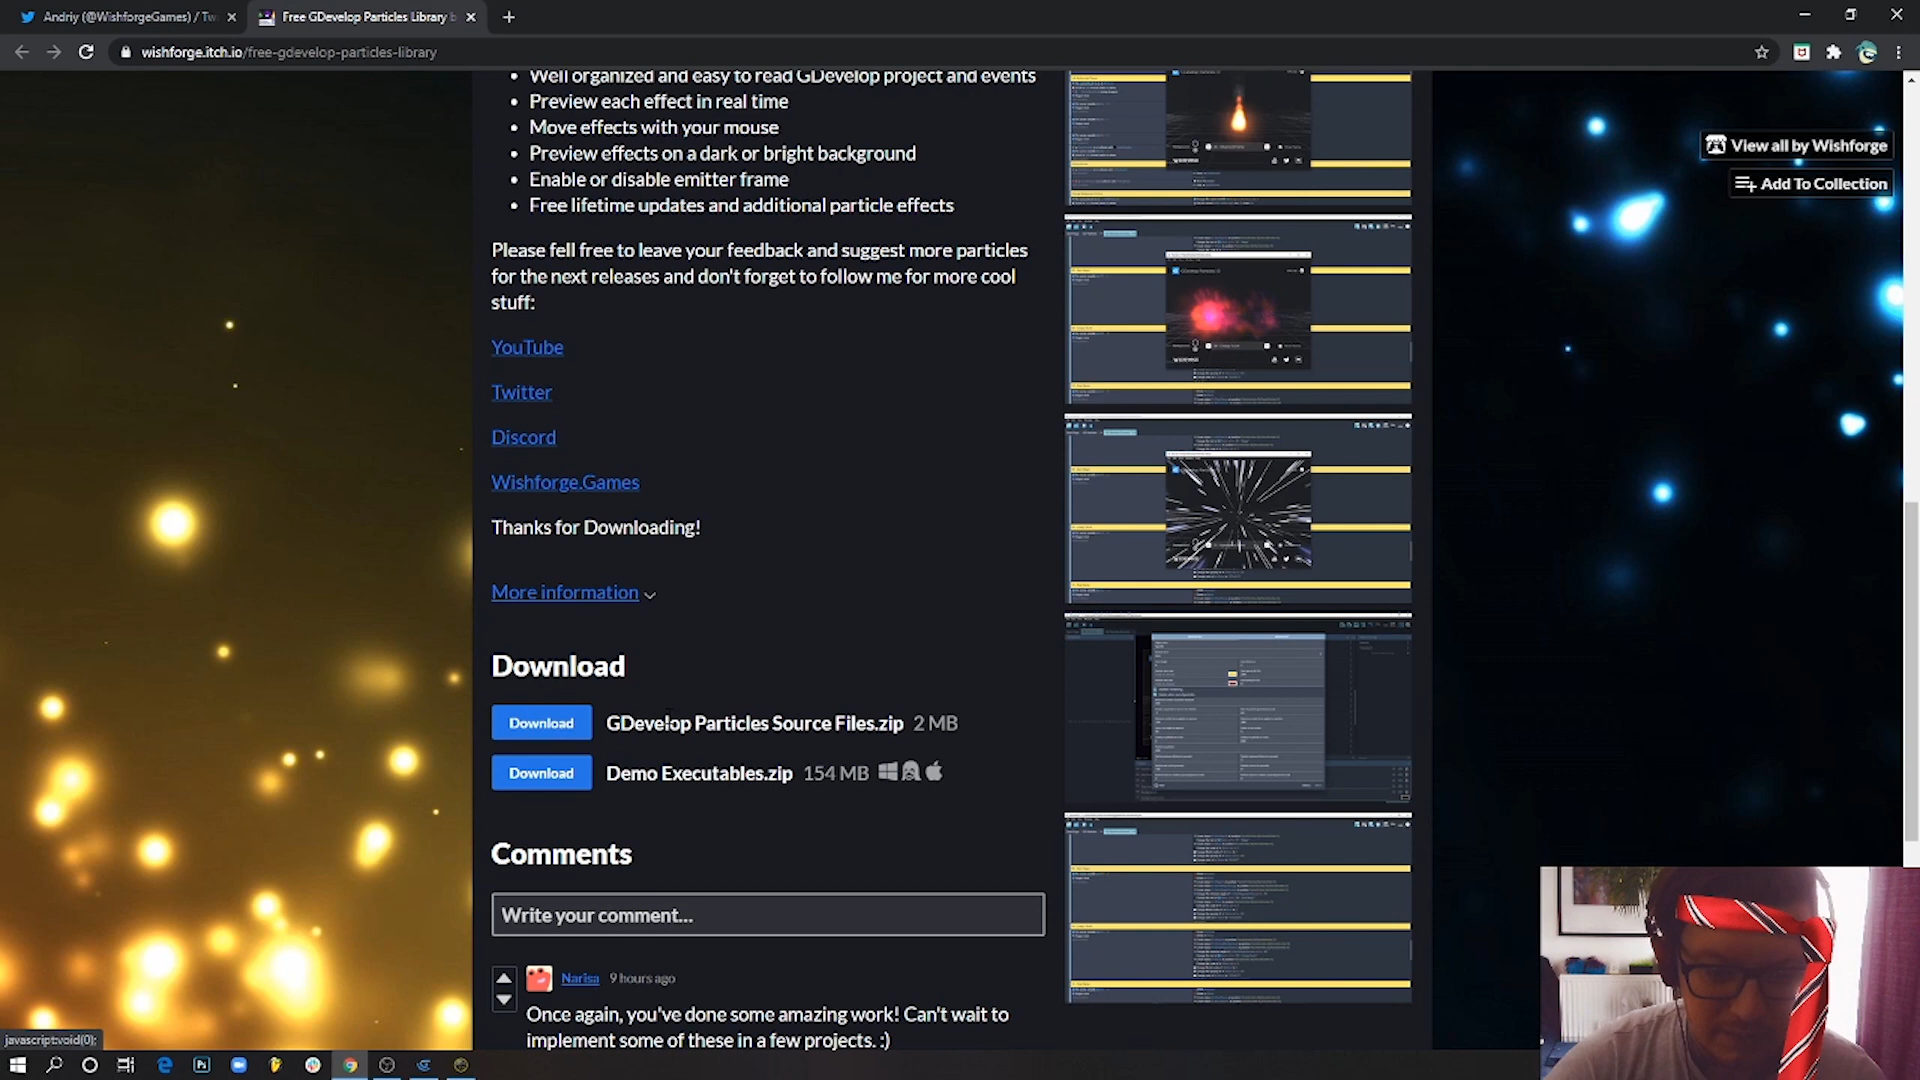 Andriy (@WishforgeGames) / Tw
Free GDevelop Particles Library b
wishforge.itch.io/free-gdevelop-particles-library
Well organized and easy to read GDevelop project and events
Preview each effect in real time
Move effects with your mouse
Preview effects on a dark or bright background
Enable or disable emitter frame
Free lifetime updates and additional particle effects
View all by Wishforge
Add To Collection
Please fell free to leave your feedback and suggest more particles
for the next releases and don't forget to follow me for more cool
stuff:
YouTube
Twitter
Discord
Wishforge.Games
Thanks for Downloading!
More information
Download
Download GDevelop Particles Source Files.zip 2 MB
Download Demo Executables.zip 154 MB
Comments
Write your comment...
Narisa 9 hours ago
Once again, you've done some amazing work! Can't wait to
implement some of these in a few projects. :)
javascript:void(0);